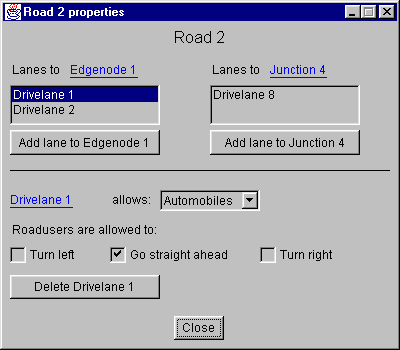 Road 2 properties
Road 2
Lanes to Edgenode 1 Lanes to Junction 4
Drivelane 1 Drivelane 8
Drivelane 2
Add lane to Edgenode 1 Add lane to Junction 4
Drivelane 1 allows: Automobiles
Roadusers are allowed to:
Turn left Go straight ahead Turn right
Delete Drivelane 1
Close